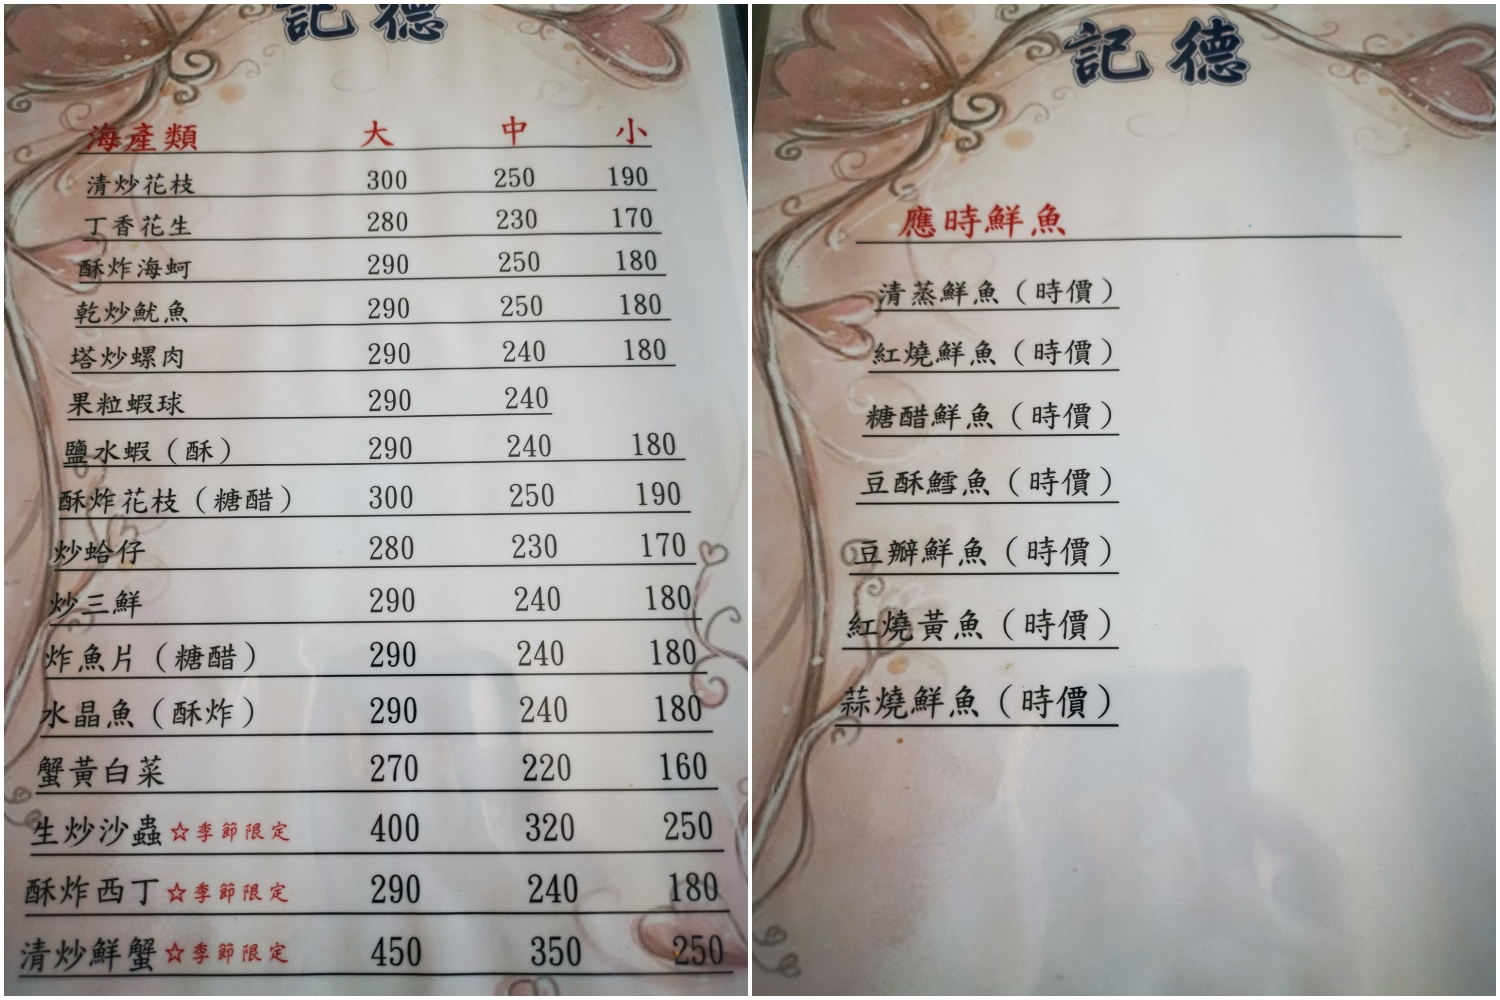 記德
海產類 大 中 小
清炒花枝 300 250 190
丁香花生 280 230 170
酥炸海蚵 290 250 180
乾炒魷魚 290 250 180
塔炒螺肉 290 240 180
果粒蝦球 290 240
鹽水蝦（酥） 290 240 180
酥炸花枝（糖醋） 300 250 190
炒蛤仔 280 230 170
炒三鮮 290 240 180
炸魚片（糖醋） 290 240 180
水晶魚（酥炸） 290 240 180
蟹黃白菜 270 220 160
生炒沙蟲☆季節限定 400 320 250
酥炸西丁☆季節限定 290 240 180
清炒鮮蟹☆季節限定 450 350 250
記德
應時鮮魚
清蒸鮮魚（時價）
紅燒鮮魚（時價）
糖醋鮮魚（時價）
豆酥鱈魚（時價）
豆瓣鮮魚（時價）
紅燒黃魚（時價）
蒜燒鮮魚（時價）